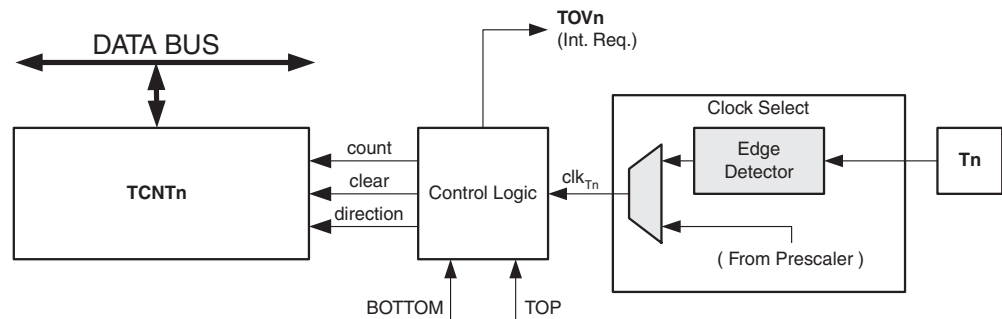 TOVn
(Int. Req.)
DATA BUS
Clock Select
count
clear
direction
TCNTn
Control Logic
clkTn
Edge
Detector
Tn
( From Prescaler )
BOTTOM
TOP